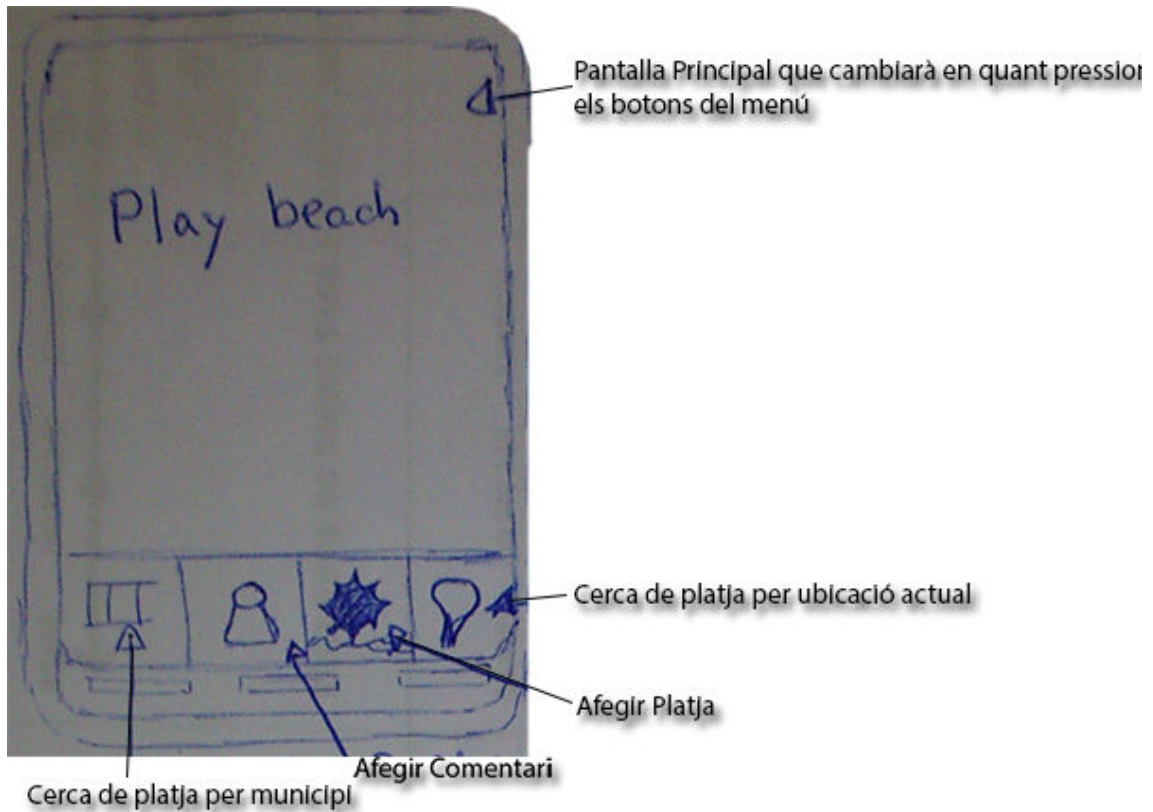 Pantalla Principal que cambiarà en quant pression
els botons del menú
Play beach
Cerca de platja per ubicació actual
Afegir Platja
Afegir Comentari
Cerca de platja per municipi